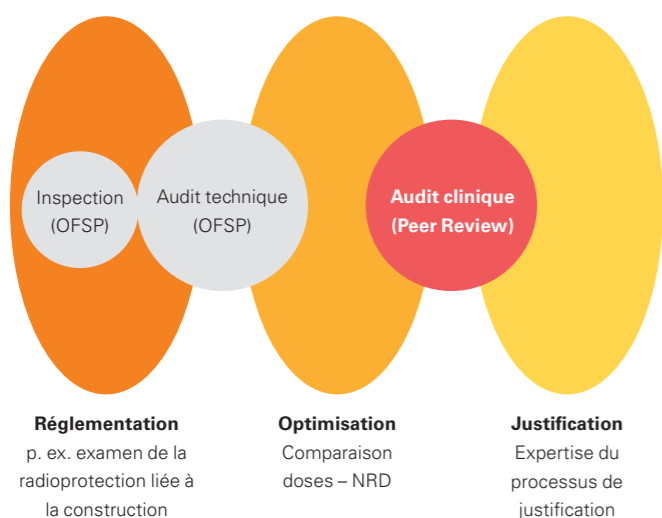 Inspection
(OFSP)
Audit technique
(OFSP)
Audit clinique
(Peer Review)
Réglementation
p. ex. examen de la
radioprotection liée à
la construction
Optimisation
Comparaison
doses – NRD
Justification
Expertise du
processus de
justification